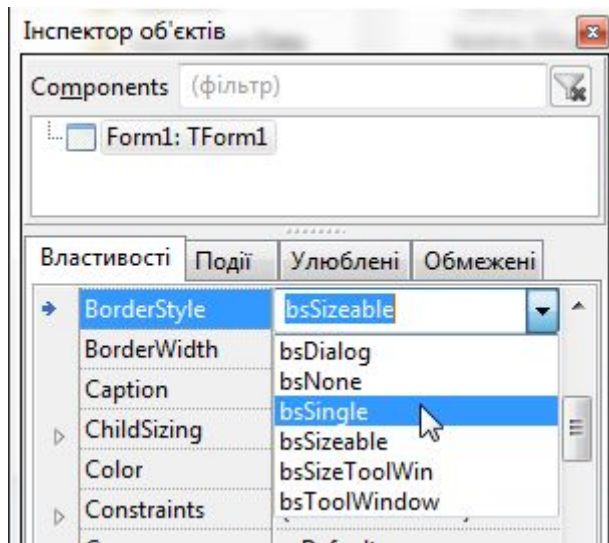 Інспектор об'єктів
Components (фільтр)
Form1: TForm1
Властивості Події Улюблені Обмежені
BorderStyle bsSizeable
BorderWidth bsDialog
Caption bsNone
bsSingle
ChildSizing bsSizeable
Color bsSizeToolWin
Constraints bsToolWindow